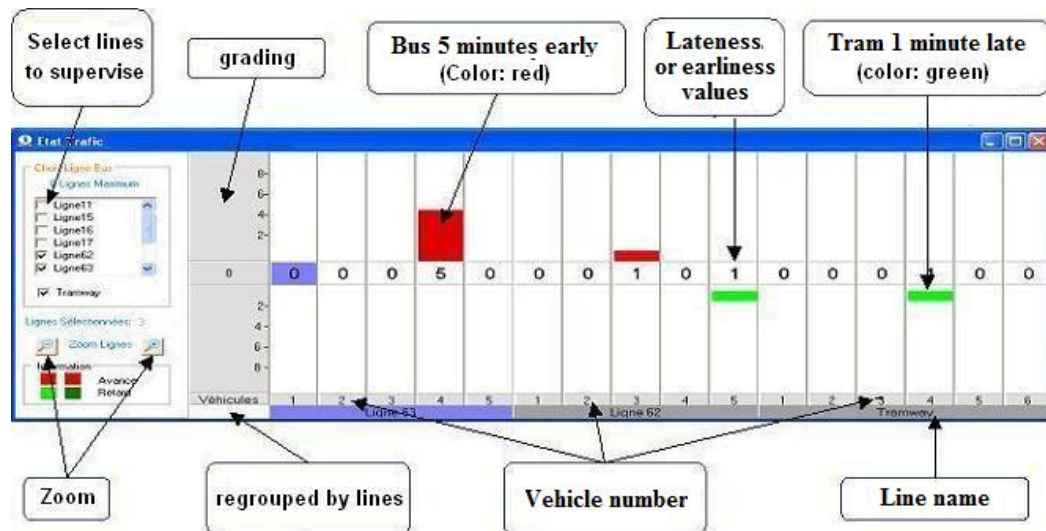 Select lines
to supervise
grading
Bus 5 minutes early
(Color: red)
Lateness
or earliness
values
Tram 1 minute late
(color: green)
Etat Trafic
Choix Ligne Bus
Lignes Maximum
Ligne11
Ligne15
Ligne16
Ligne17
Ligne62
Ligne63
Tramway
Lignes Sélectionnées: 3
Zoom Lignes
Information
Avance
Retard
8-
6-
4-
2-
0 0 0 0 5 0 0 0 1 0 1 0 0 0 1 0 0
2-
4-
6-
8-
Véhicules 1 2 3 4 5 1 2 3 4 5 1 2 3 4 5 6
Ligne 63 Ligne 62 Tramway
Zoom
regrouped by lines
Vehicle number
Line name